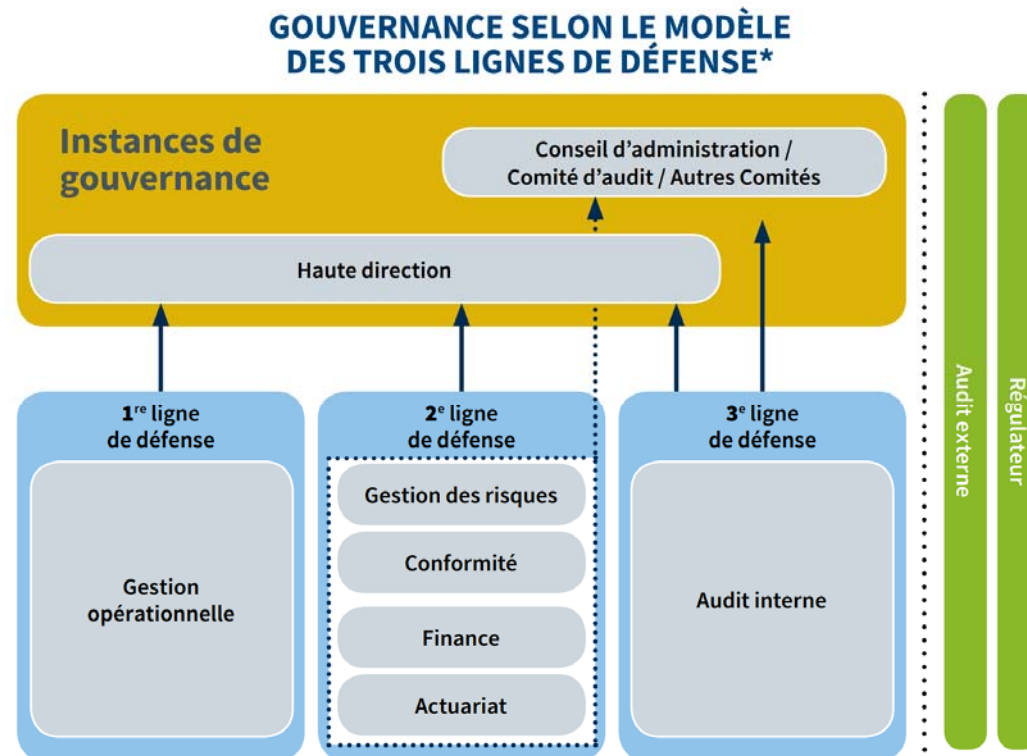 GOUVERNANCE SELON LE MODÈLE
DES TROIS LIGNES DE DÉFENSE*
Instances de
gouvernance
Conseil d'administration /
Comité d'audit / Autres Comités
Haute direction
1re ligne
de défense
Gestion
opérationnelle
2e ligne
de défense
Gestion des risques
Conformité
Finance
Actuariat
3e ligne
de défense
Audit interne
Audit externe
Régulateur